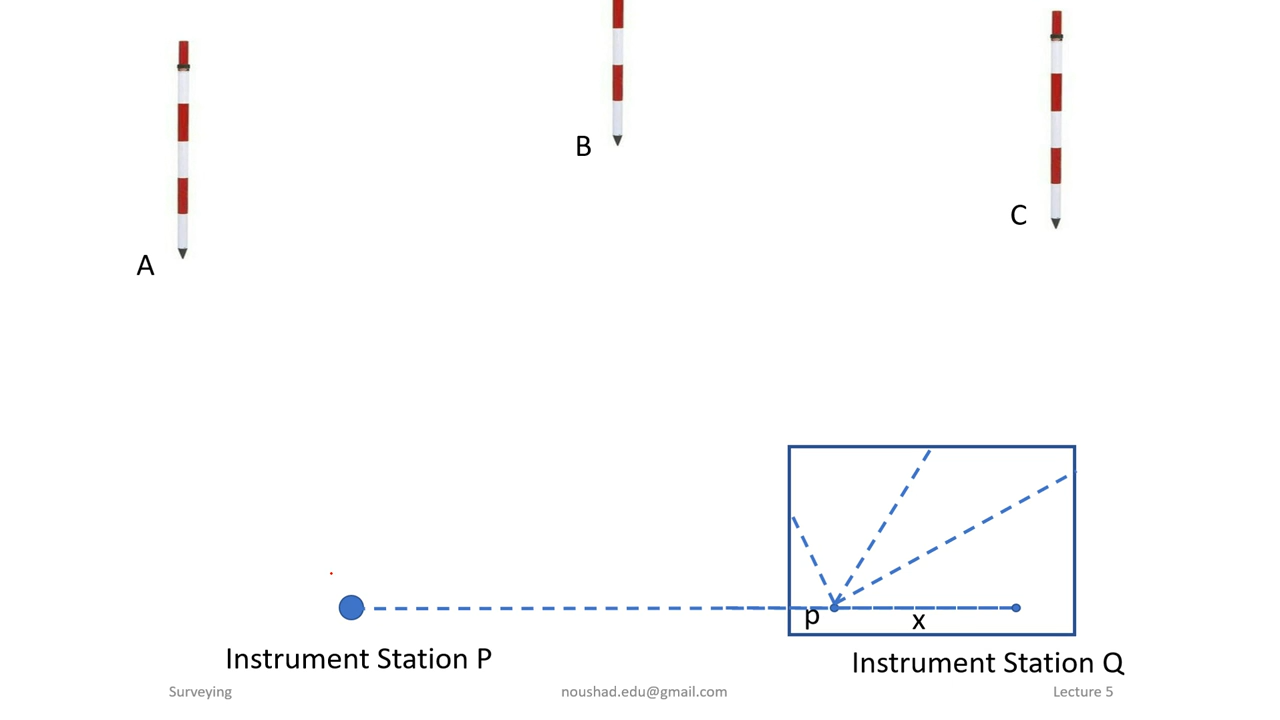 B
C
A
p
x
Instrument Station P
Instrument Station Q
Surveying
noushad.edu@gmail.com
Lecture 5